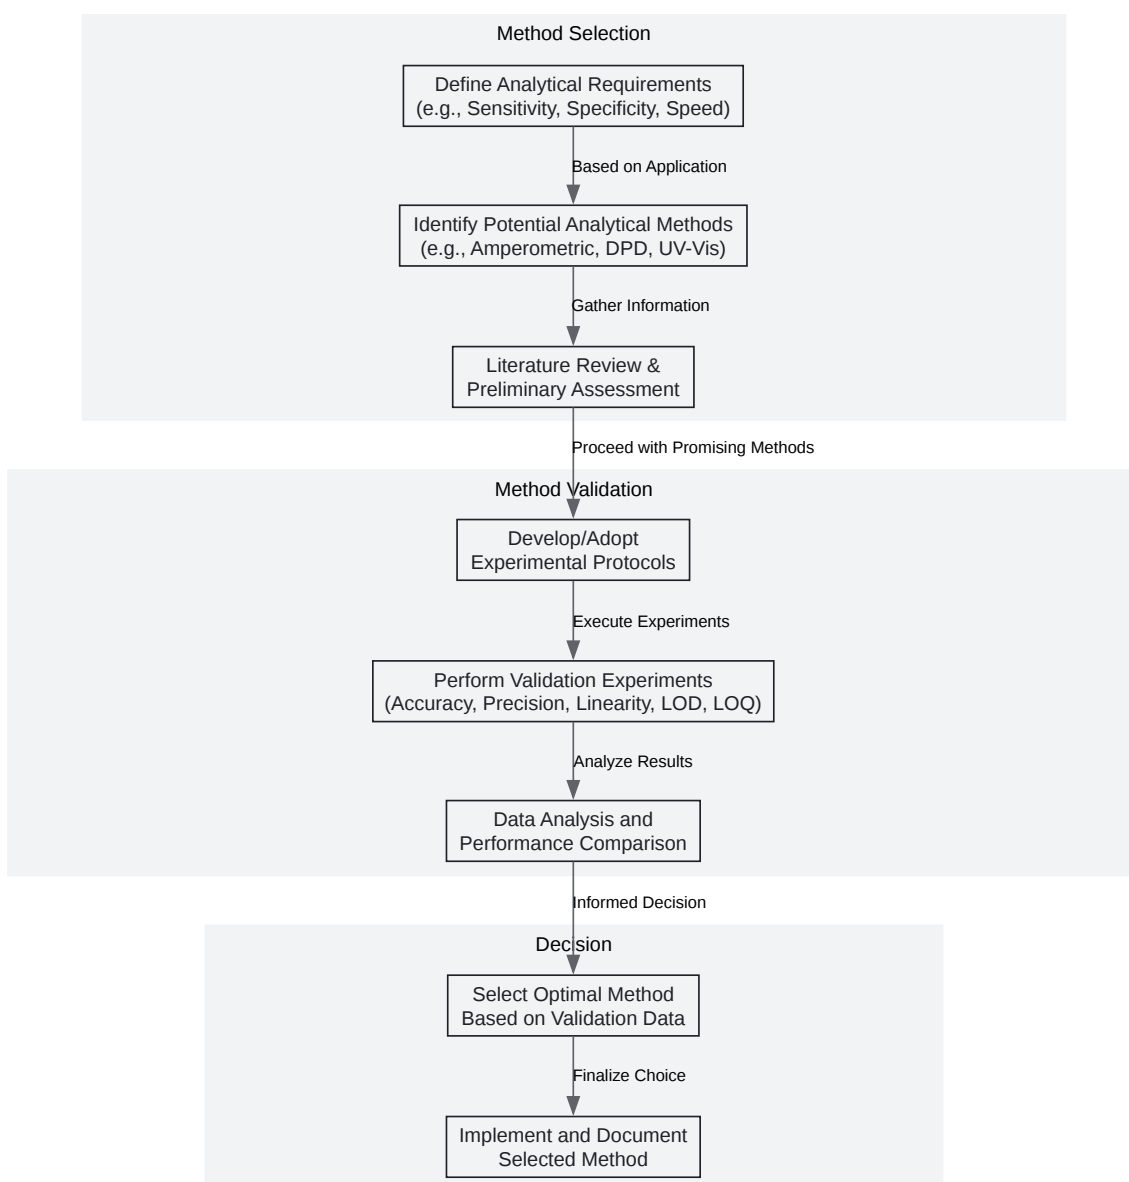 Method Selection
Define Analytical Requirements
(e.g., Sensitivity, Specificity, Speed)
Based on Application
Identify Potential Analytical Methods
(e.g., Amperometric, DPD, UV-Vis)
Gather Information
Literature Review &
Preliminary Assessment
Proceed with Promising Methods
Method Validation
Develop/Adopt
Experimental Protocols
Execute Experiments
Perform Validation Experiments
(Accuracy, Precision, Linearity, LOD, LOQ)
Analyze Results
Data Analysis and
Performance Comparison
Informed Decision
Decision
Select Optimal Method
Based on Validation Data
Finalize Choice
Implement and Document
Selected Method